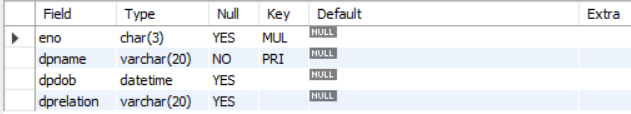 Field Type Null Key Default Extra
eno char(3) YES MUL NULL
dpname varchar(20) NO PRI NULL
dpdob datetime YES NULL
dprelation varchar(20) YES NULL